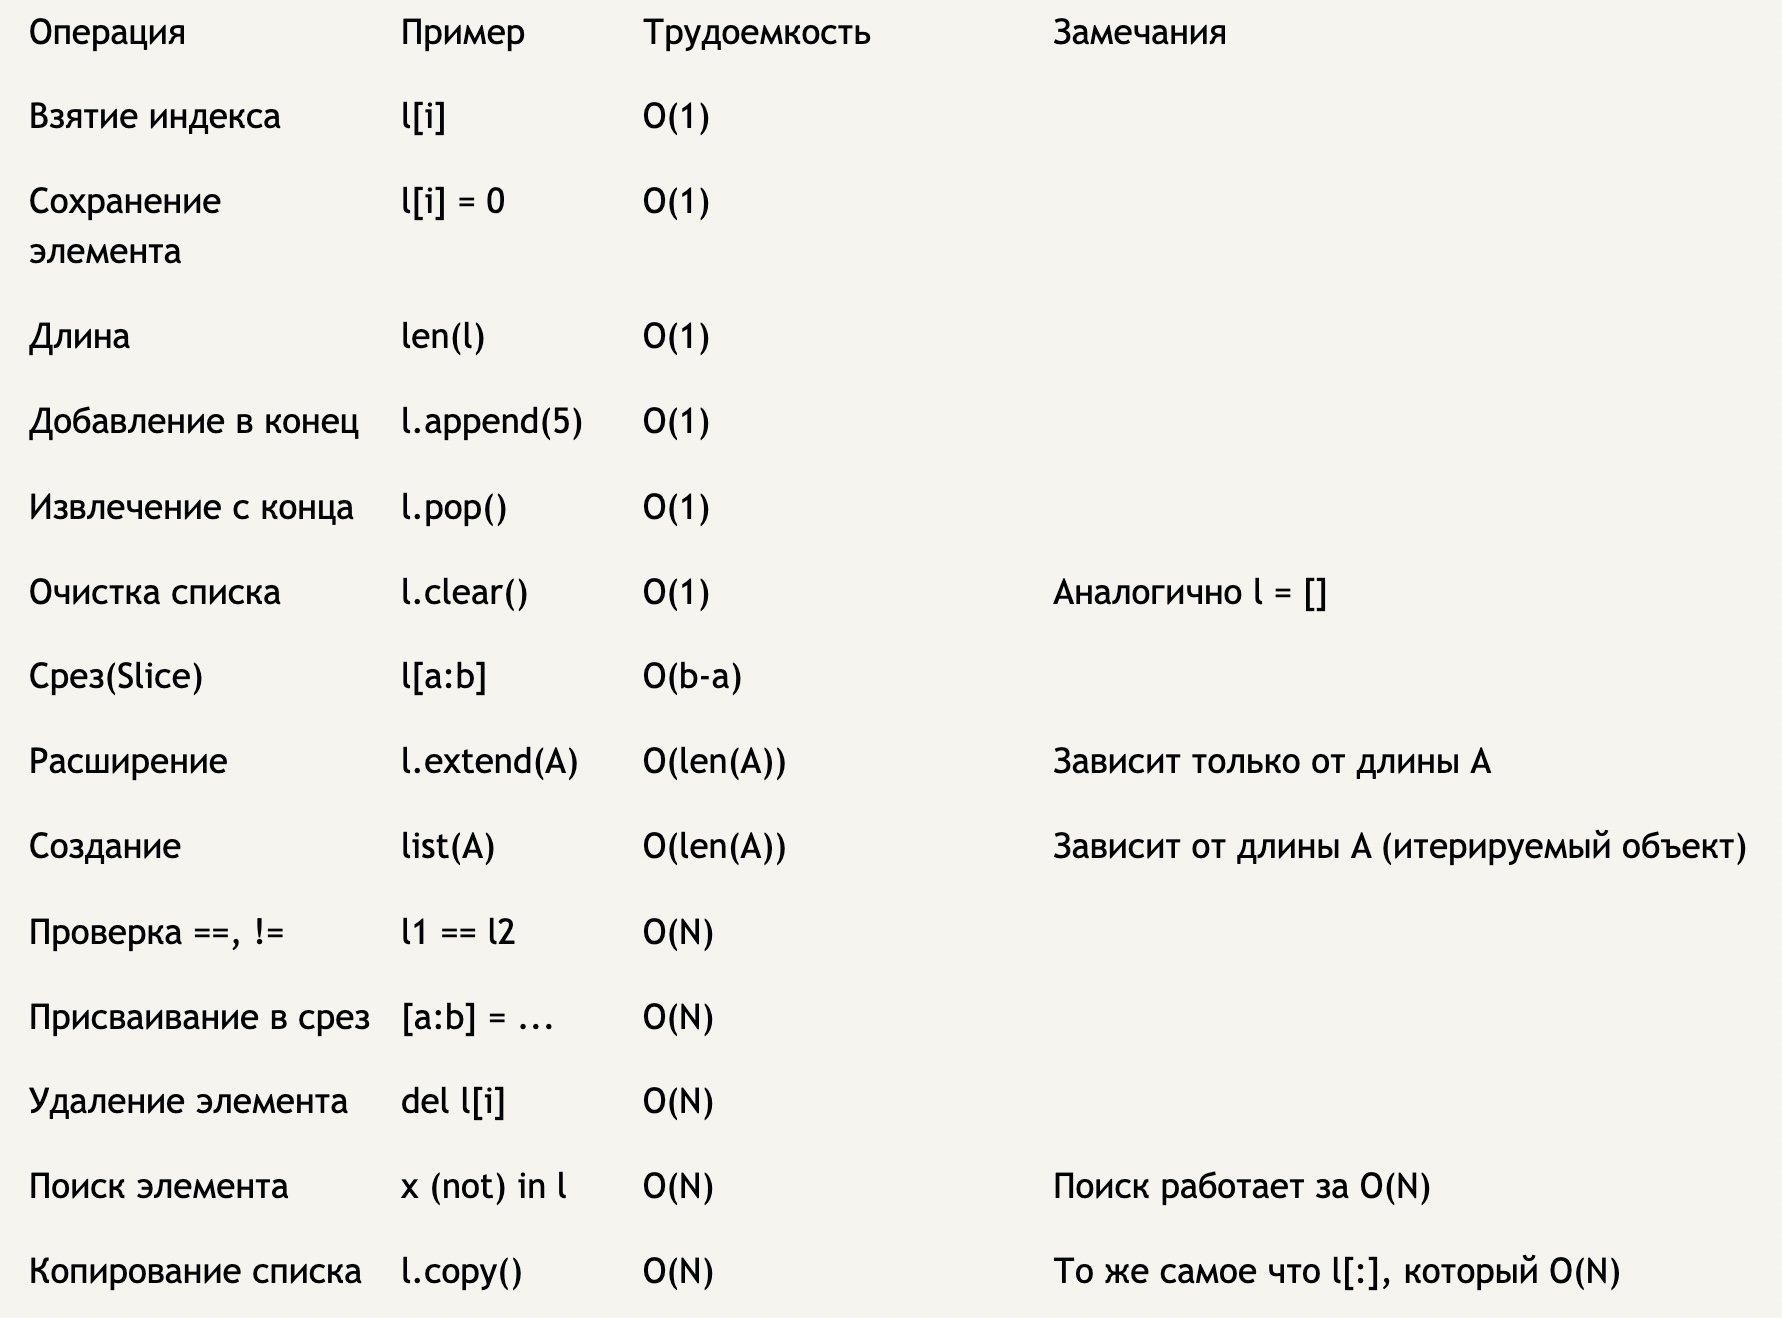 Операция Пример Трудоемкость Замечания
Взятие индекса l[i] O(1)
Сохранение l[i] = 0 O(1)
элемента
Длина len(l) O(1)
Добавление в конец l.append(5) O(1)
Извлечение с конца l.pop() O(1)
Очистка списка l.clear() O(1) Аналогично l = []
Срез(Slice) l[a:b] O(b-a)
Расширение l.extend(A) O(len(A)) Зависит только от длины A
Создание list(A) O(len(A)) Зависит от длины A (итерируемый объект)
Проверка ==, != l1 == l2 O(N)
Присваивание в срез [a:b] = ... O(N)
Удаление элемента del l[i] O(N)
Поиск элемента x (not) in l O(N) Поиск работает за O(N)
Копирование списка l.copy() O(N) То же самое что l[:], который O(N)